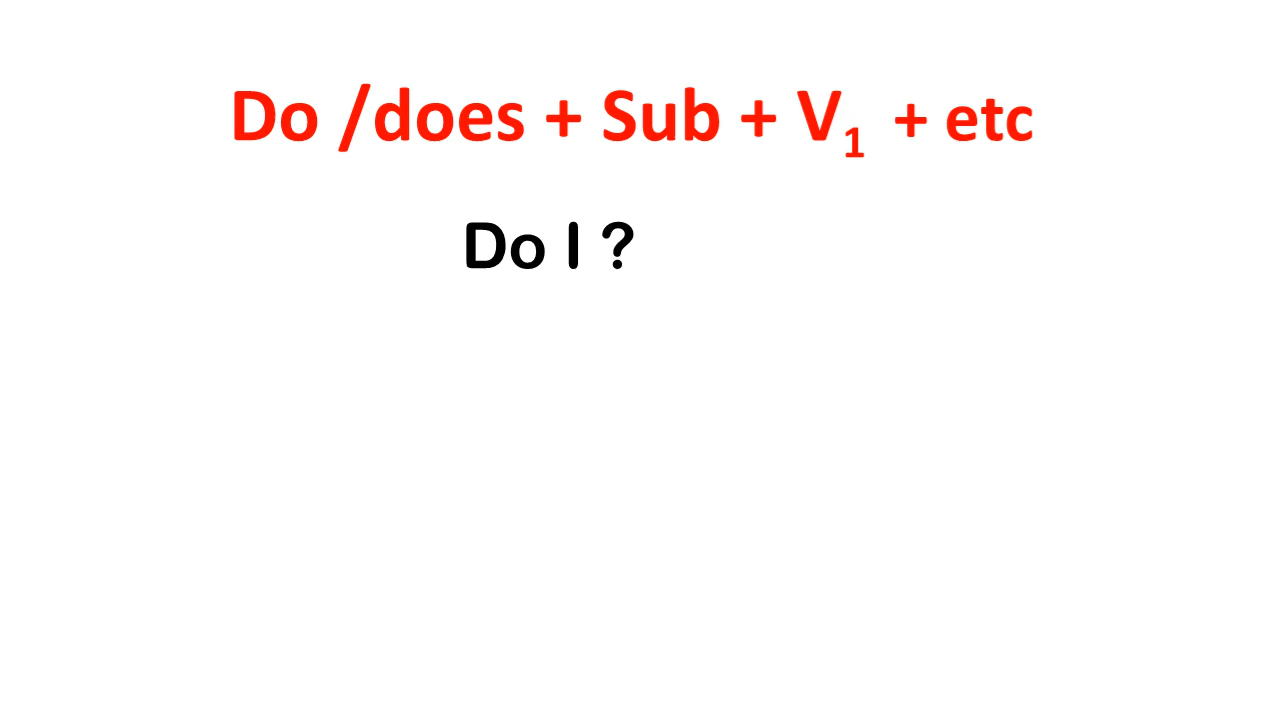 Do /does + Sub + V₁ + etc
Do I ?